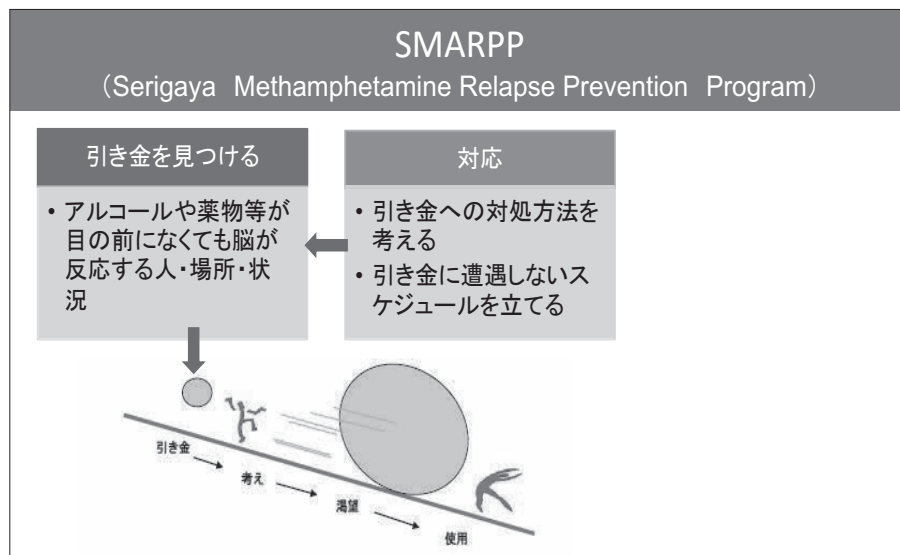 SMARPP
（Serigaya Methamphetamine Relapse Prevention Program）
引き金を見つける
• アルコールや薬物等が
目の前になくても脳が
反応する人・場所・状
況
対応
• 引き金への対処方法を
考える
• 引き金に遭遇しないス
ケジュールを立てる
引き金
考え
渇望
使用